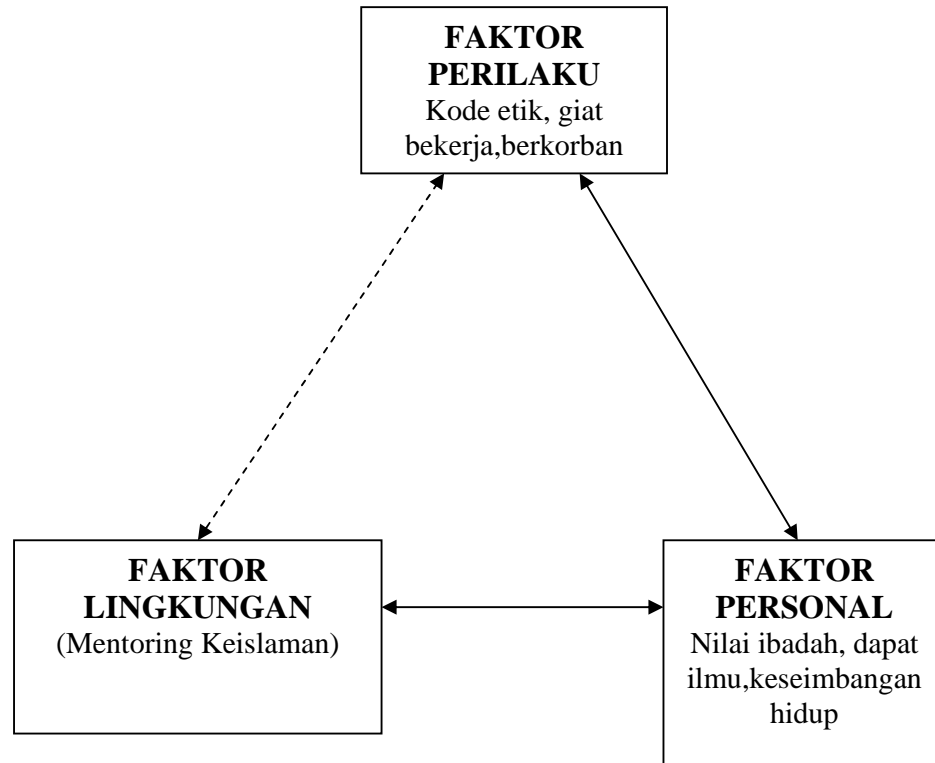 FAKTOR
PERILAKU
Kode etik, giat
bekerja,berkorban
FAKTOR
LINGKUNGAN
(Mentoring Keislaman)
FAKTOR
PERSONAL
Nilai ibadah, dapat
ilmu,keseimbangan
hidup